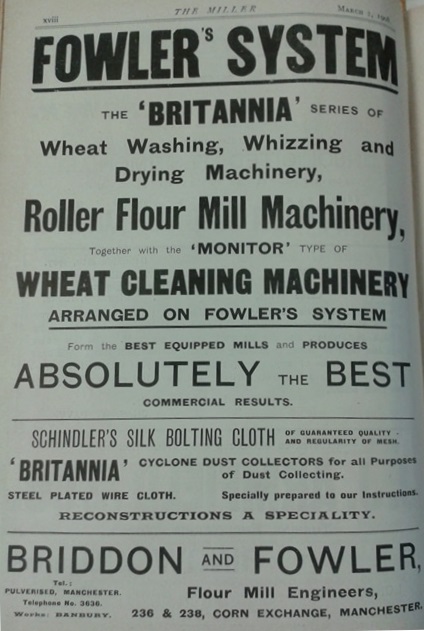 xviii THE MILLER March 1,
FOWLER'S SYSTEM
THE 'BRITANNIA' SERIES OF
Wheat Washing, Whizzing and
Drying Machinery,
Roller Flour Mill Machinery,
Together with the 'MONITOR' TYPE OF
WHEAT CLEANING MACHINERY
ARRANGED ON FOWLER'S SYSTEM
Form the BEST EQUIPPED MILLS and PRODUCES
ABSOLUTELY THE BEST
COMMERCIAL RESULTS.
SCHINDLER'S SILK BOLTING CLOTH OF GUARANTEED QUALITY -
AND REGULARITY OF MESH.
'BRITANNIA' CYCLONE DUST COLLECTORS for all Purposes
of Dust Collecting.
STEEL PLATED WIRE CLOTH. Specially prepared to our Instructions.
RECONSTRUCTIONS A SPECIALITY.
BRIDDON AND FOWLER,
Tel.:
PULVERISED, MANCHESTER.
Telephone No. 3636.
Works: BANBURY.
Flour Mill Engineers,
236 & 238, CORN EXCHANGE, MANCHESTER.